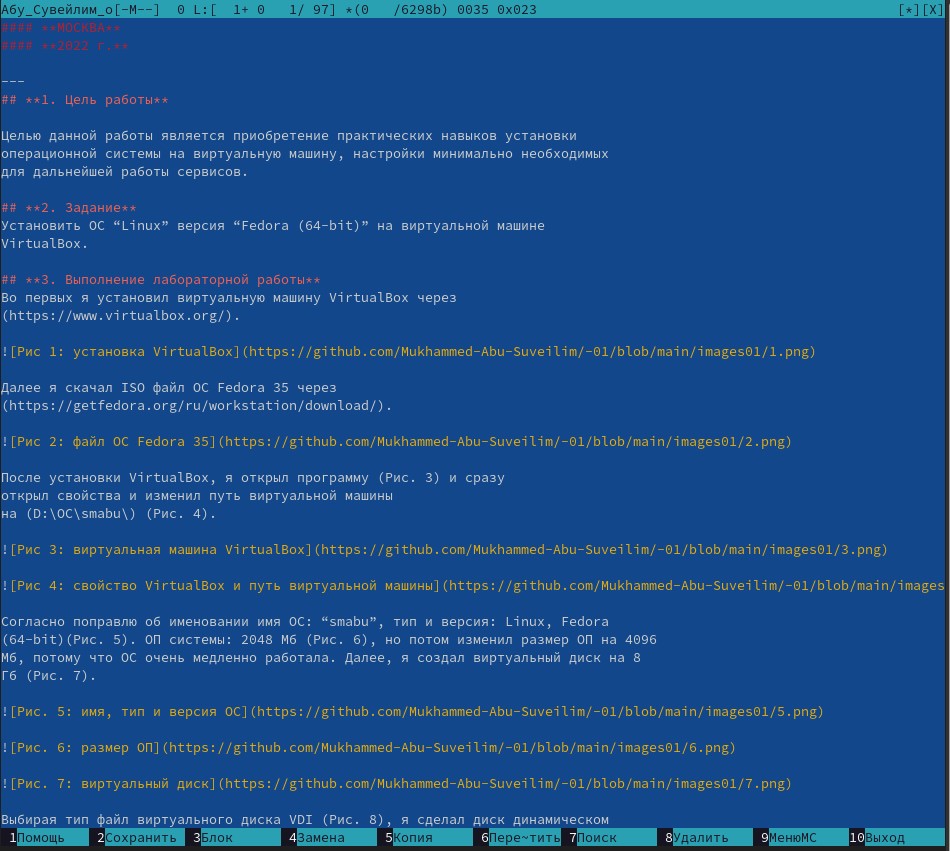 Абу_Сувейлим_о[-M--]  0 L:[  1+ 0   1/ 97] *(0   /6298b) 0035 0x023 [*][X]
#### **МОСКВА**
#### **2022 г.**
---
## **1. Цель работы**
Целью данной работы является приобретение практических навыков установки
операционной системы на виртуальную машину, настройки минимально необходимых
для дальнейшей работы сервисов.
## **2. Задание**
Установить ОС “Linux” версия “Fedora (64-bit)” на виртуальной машине
VirtualBox.
## **3. Выполнение лабораторной работы**
Во первых я установил виртуальную машину VirtualBox через
(https://www.virtualbox.org/).
![Рис 1: установка VirtualBox](https://github.com/Mukhammed-Abu-Suveilim/-01/blob/main/images01/1.png)
Далее я скачал ISO файл ОС Fedora 35 через
(https://getfedora.org/ru/workstation/download/).
![Рис 2: файл ОС Fedora 35](https://github.com/Mukhammed-Abu-Suveilim/-01/blob/main/images01/2.png)
После установки VirtualBox, я открыл программу (Рис. 3) и сразу
открыл свойства и изменил путь виртуальной машины
на (D:\ОС\smabu\) (Рис. 4).
![Рис 3: виртуальная машина VirtualBox](https://github.com/Mukhammed-Abu-Suveilim/-01/blob/main/images01/3.png)
![Рис 4: свойство VirtualBox и путь виртуальной машины](https://github.com/Mukhammed-Abu-Suveilim/-01/blob/main/images
Согласно поправлю об именовании имя ОС: “smabu”, тип и версия: Linux, Fedora
(64-bit)(Рис. 5). ОП системы: 2048 Мб (Рис. 6), но потом изменил размер ОП на 4096
Мб, потому что ОС очень медленно работала. Далее, я создал виртуальный диск на 8
Гб (Рис. 7).
![Рис. 5: имя, тип и версия ОС](https://github.com/Mukhammed-Abu-Suveilim/-01/blob/main/images01/5.png)
![Рис. 6: размер ОП](https://github.com/Mukhammed-Abu-Suveilim/-01/blob/main/images01/6.png)
![Рис. 7: виртуальный диск](https://github.com/Mukhammed-Abu-Suveilim/-01/blob/main/images01/7.png)
Выбирая тип файл виртуального диска VDI (Рис. 8), я сделал диск динамическом
1Помощь 2Сохранить 3Блок 4Замена 5Копия 6Пере~тить 7Поиск 8Удалить 9МенюMC 10Выход